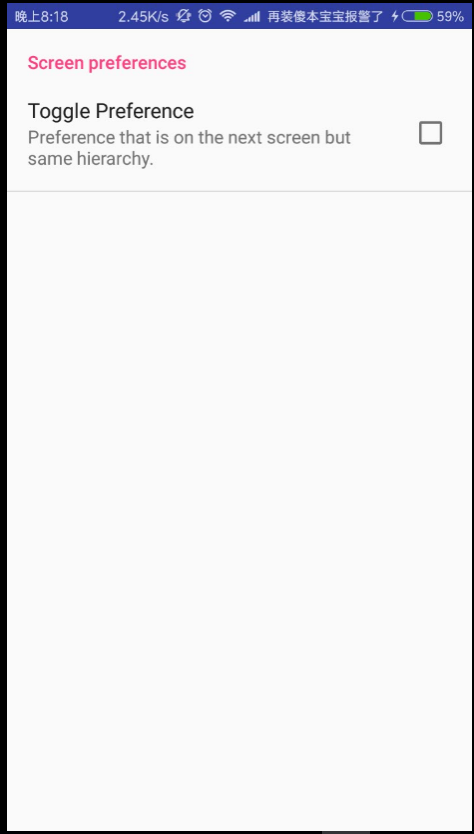 晚上8:18 2.45K/s 再装傻本宝宝报警了 59%
Screen preferences
Toggle Preference
Preference that is on the next screen but
same hierarchy.